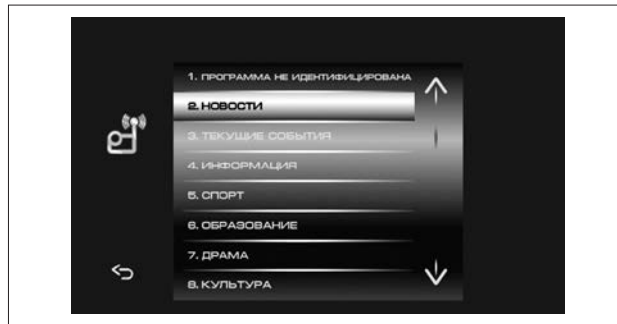 1. ПРОГРАММА НЕ ИДЕНТИФИЦИРОВАНА
2. НОВОСТИ
3. ТЕКУЩИЕ СОБЫТИЯ
4. ИНФОРМАЦИЯ
5. СПОРТ
6. ОБРАЗОВАНИЕ
7. ДРАМА
8. КУЛЬТУРА